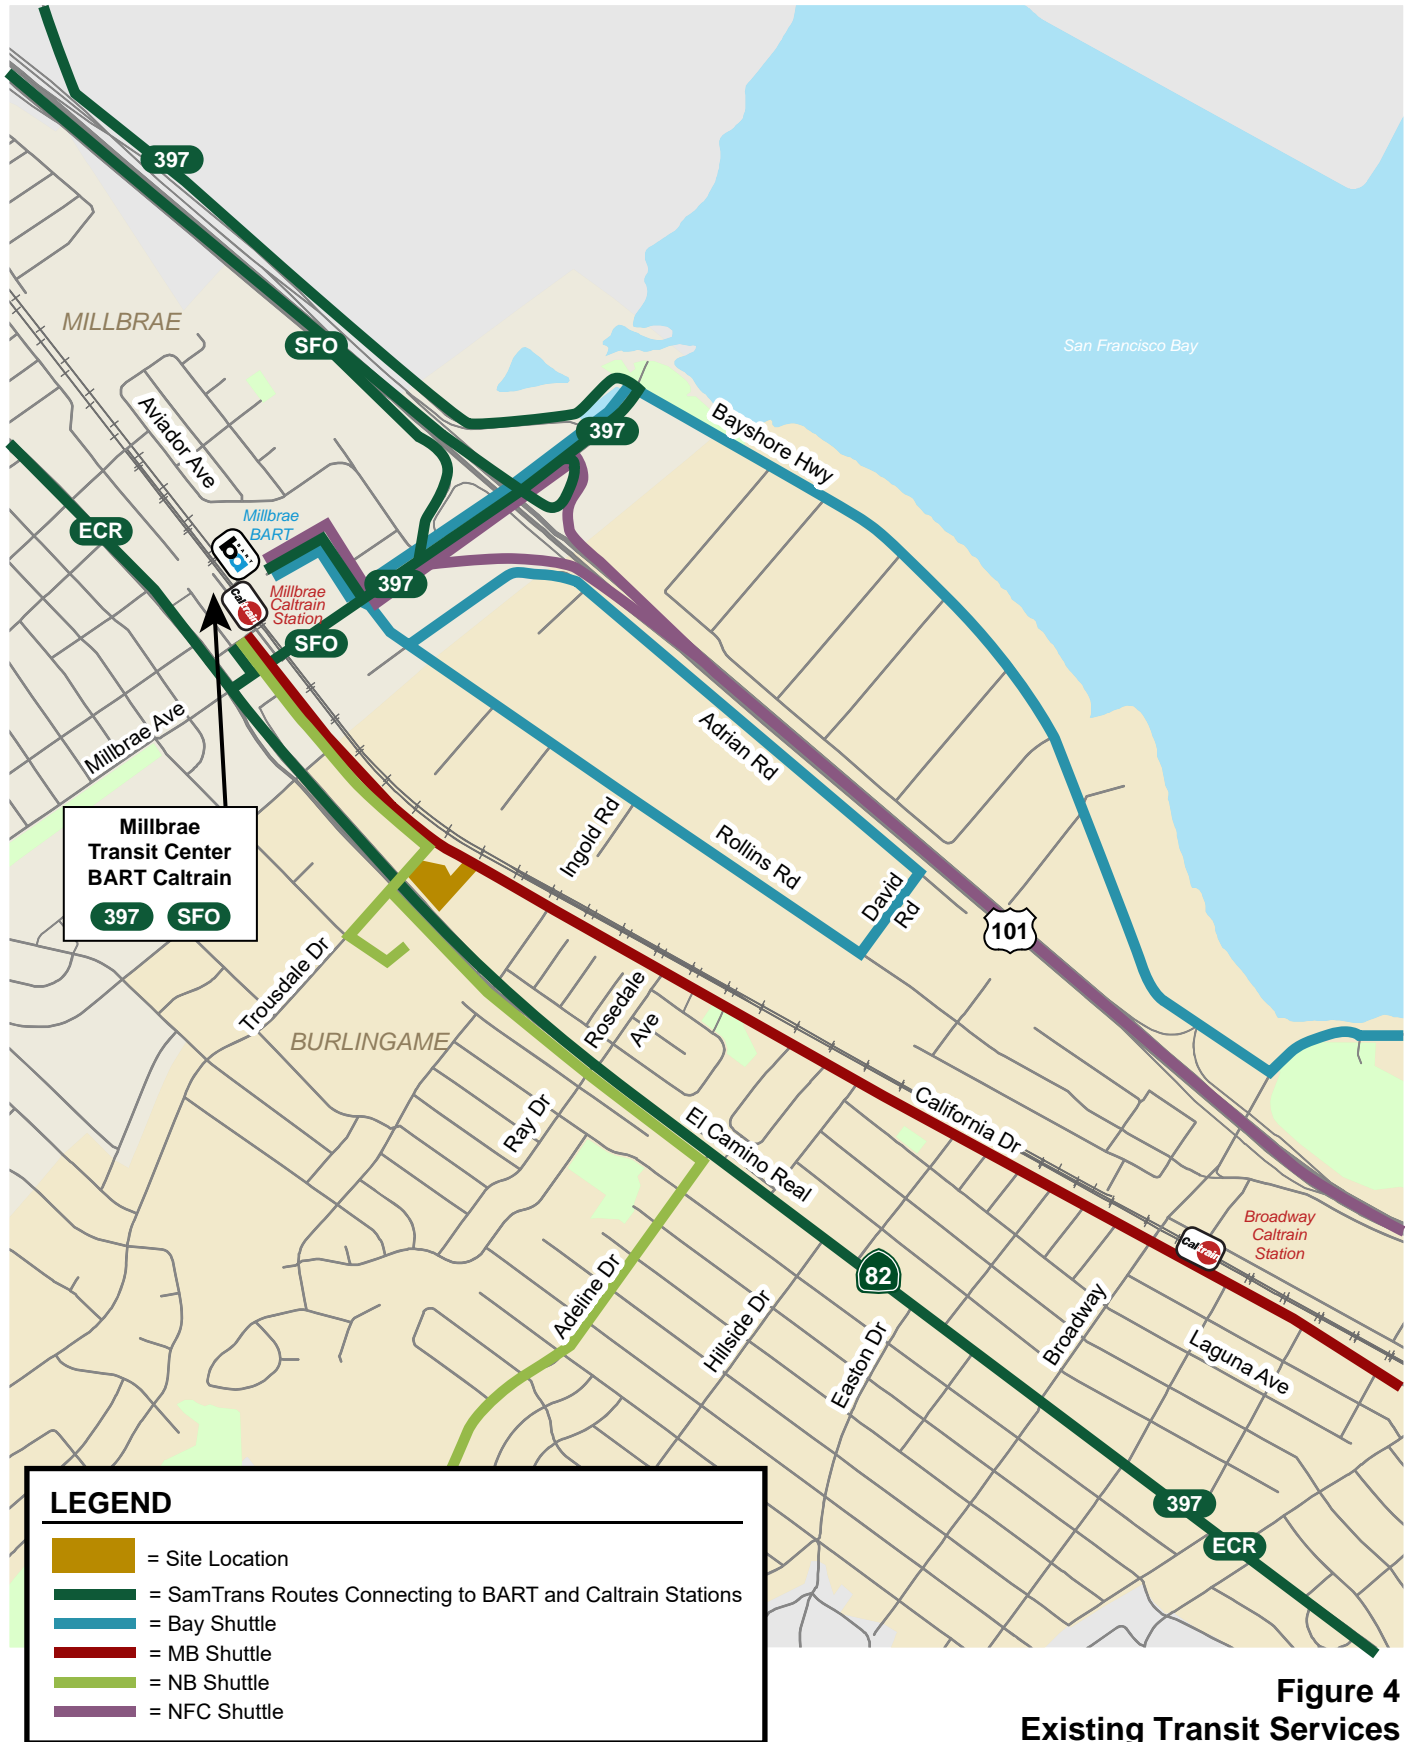 397
MILLBRAE
SFO
San Francisco Bay
Aviador Ave
397
Bayshore Hwy
ECR
Millbrae
BART
BART
ba
397
Millbrae
Caltrain
Station
Caltrain
SFO
Millbrae Ave
Adrian Rd
Millbrae
Transit Center
BART Caltrain
397 SFO
Ingold Rd
Rollins Rd
David
Rd
101
Trousdale Dr
Rosedale
Ave
BURLINGAME
Ray Dr
El Camino Real
California Dr
Broadway
Caltrain
Station
Caltrain
82
Adeline Dr
Hillside Dr
Easton Dr
Broadway
Laguna Ave
397
ECR
LEGEND
= Site Location
= SamTrans Routes Connecting to BART and Caltrain Stations
= Bay Shuttle
= MB Shuttle
= NB Shuttle
= NFC Shuttle
Figure 4
Existing Transit Services